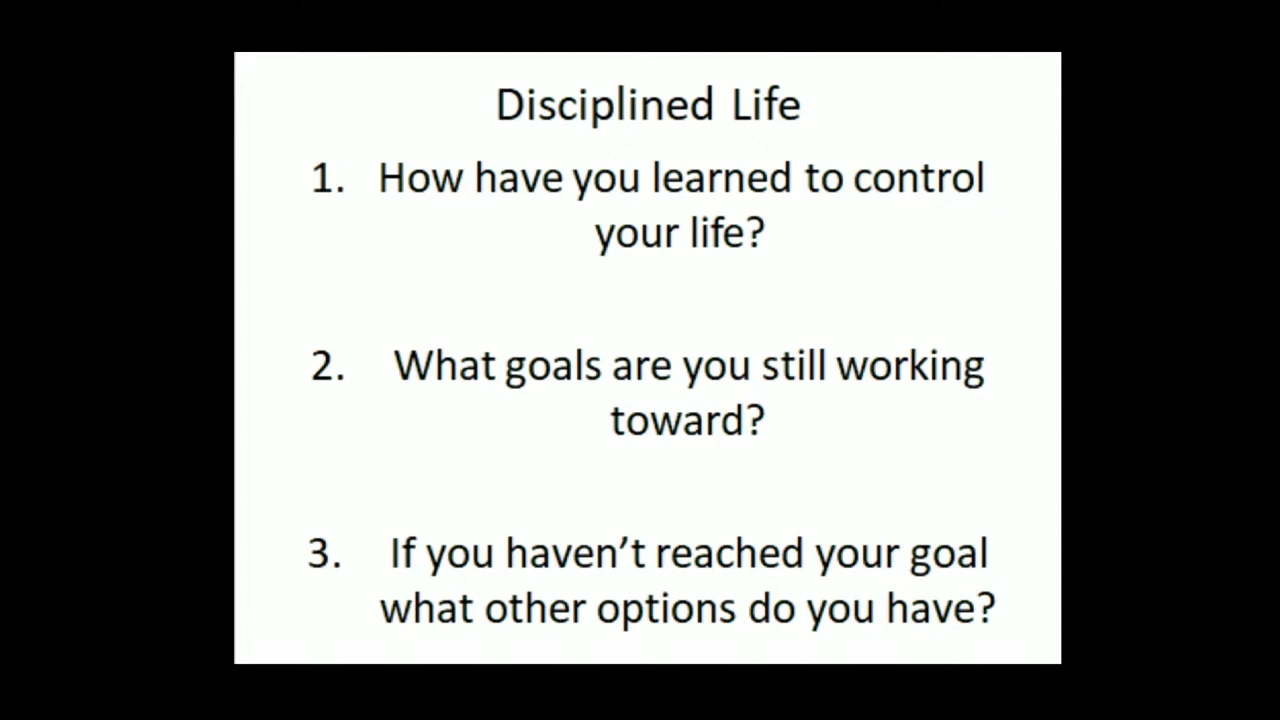 Disciplined Life
1. How have you learned to control
your life?
2. What goals are you still working
toward?
3. If you haven’t reached your goal
what other options do you have?